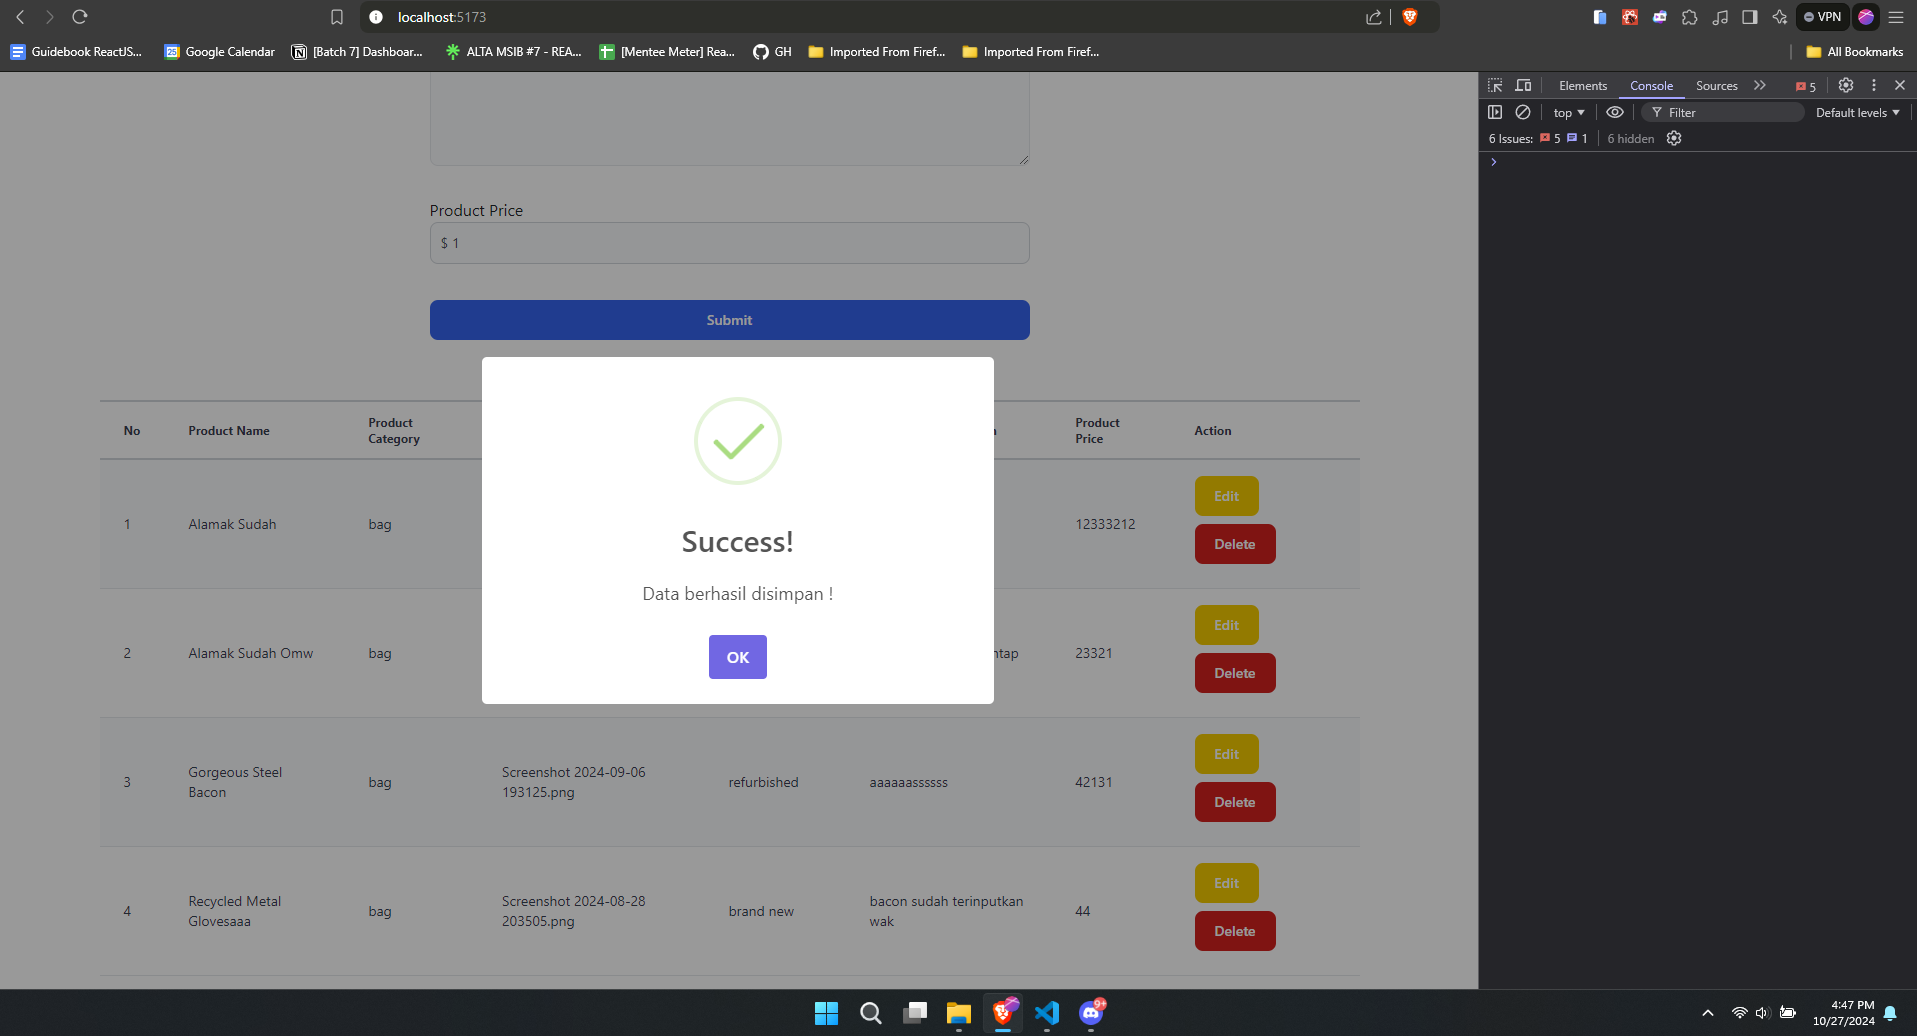 localhost:5173
VPN
Guidebook ReactJS...
Google Calendar
[Batch 7] Dashboar...
ALTA MSIB #7 - REA...
[Mentee Meter] Rea...
GH
Imported From Firef...
Imported From Firef...
All Bookmarks
Elements
Console
Sources
5
top
Filter
Default levels
6 Issues:
5
1
6 hidden
Product Price
$ 1
Submit
No
Product Name
Product Category
Product Price
Action
1
Alamak Sudah
bag
12333212
Edit
Delete
2
Alamak Sudah Omw
bag
ntap
23321
Edit
Delete
3
Gorgeous Steel
Bacon
bag
Screenshot 2024-09-06
193125.png
refurbished
aaaaaassssss
42131
Edit
Delete
4
Recycled Metal
Glovesaaa
bag
Screenshot 2024-08-28
203505.png
brand new
bacon sudah terinputkan
wak
44
Edit
Delete
Success!
Data berhasil disimpan !
OK
9+
4:47 PM
10/27/2024